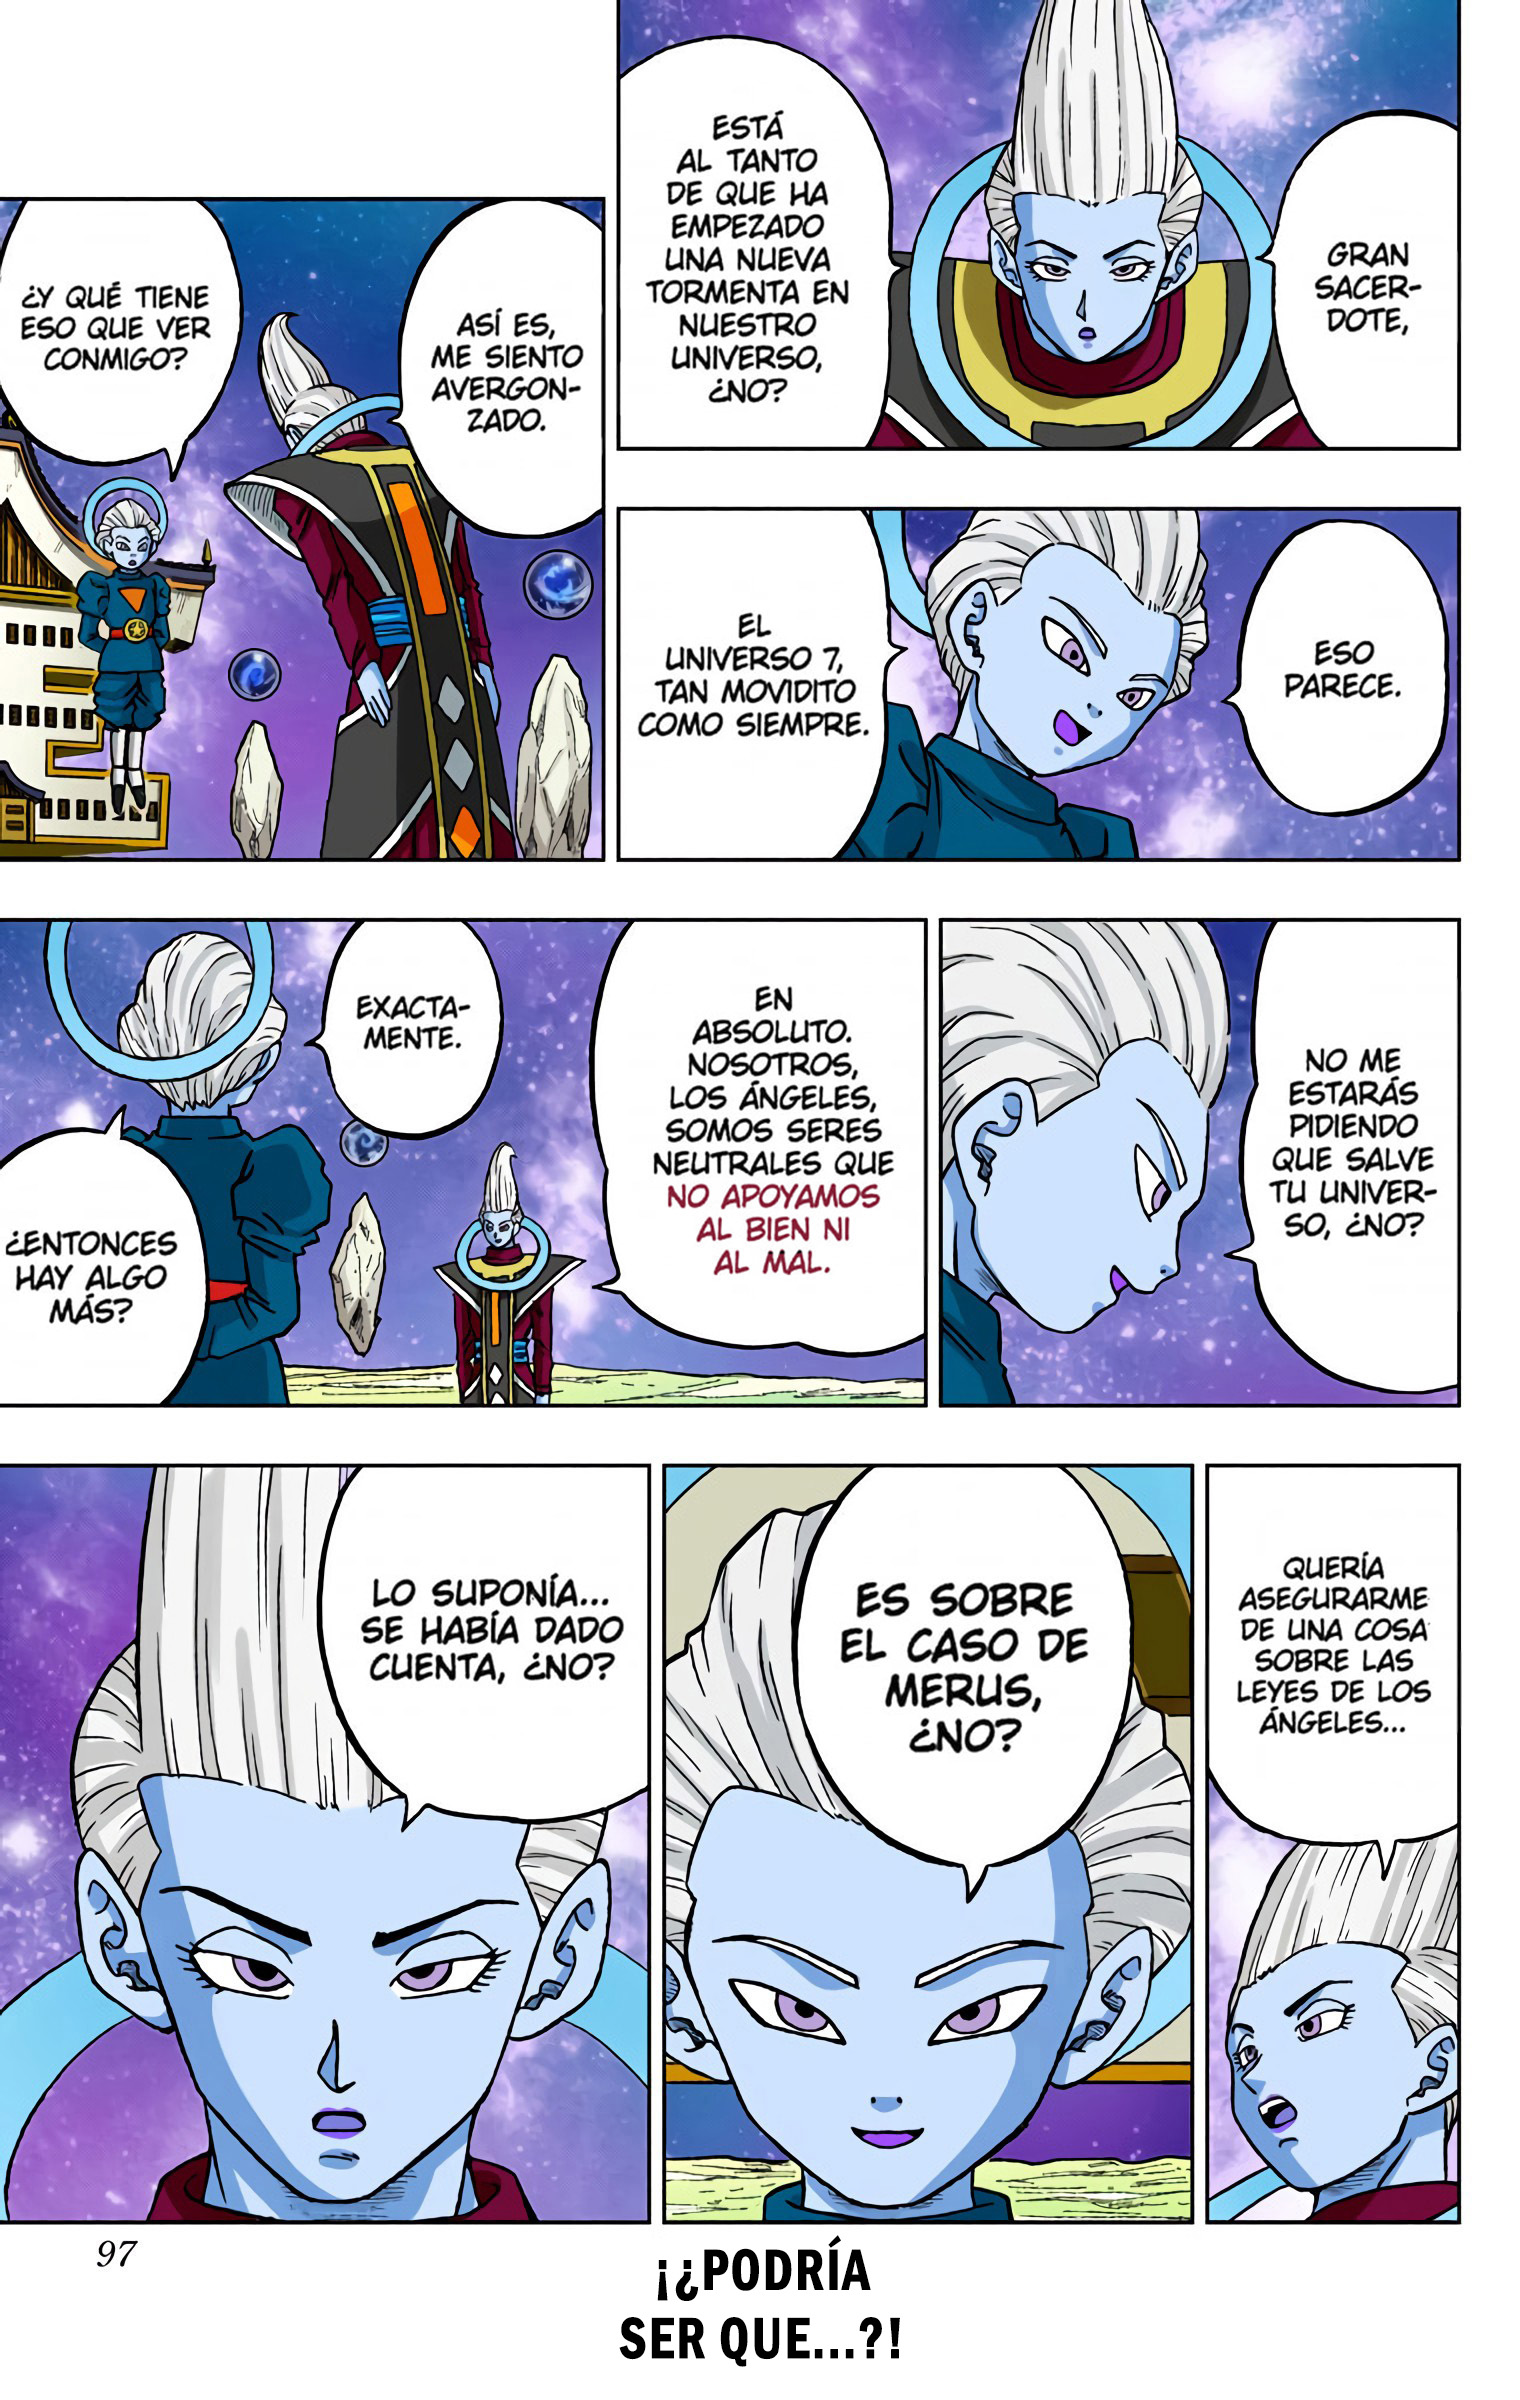 GRAN
SACER-
DOTE,
ESTÁ
AL TANTO
DE QUE HA
EMPEZADO
UNA NUEVA
TORMENTA EN
NUESTRO
UNIVERSO,
¿NO?
ESO
PARECE.
EL
UNIVERSO 7,
TAN MOVIDITO
COMO SIEMPRE.
ASÍ ES,
ME SIENTO
AVERGON-
ZADO.
¿Y QUÉ TIENE
ESO QUE VER
CONMIGO?
NO ME
ESTARÁS
PIDIENDO
QUE SALVE
TU UNIVER-
SO, ¿NO?
EN
ABSOLUTO.
NOSOTROS,
LOS ÁNGELES,
SOMOS SERES
NEUTRALES QUE
NO APOYAMOS
AL BIEN NI
AL MAL.
EXACTA-
MENTE.
¿ENTONCES
HAY ALGO
MÁS?
QUERÍA
ASEGURARME
DE UNA COSA
SOBRE LAS
LEYES DE LOS
ÁNGELES...
ES SOBRE
EL CASO DE
MERUS,
¿NO?
LO SUPONÍA...
SE HABÍA DADO
CUENTA, ¿NO?
97
¡¿PODRÍA
SER QUE...?!